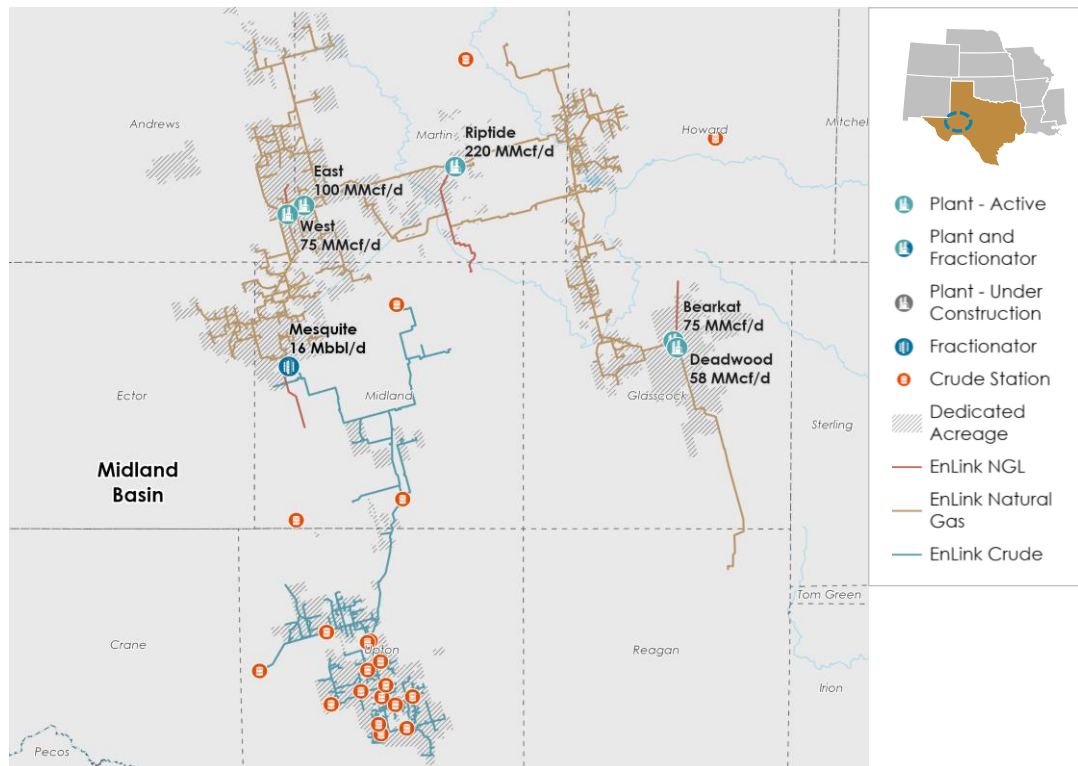 Andrews
Martin
Howard
Mitchel
Riptide
220 MMcf/d
East
100 MMcf/d
West
75 MMcf/d
Bearkat
75 MMcf/d
Mesquite
16 Mbbl/d
Deadwood
58 MMcf/d
Ector
Midland
Glasscock
Sterling
Midland
Basin
Tom Green
Crane
Upton
Reagan
Irion
Pecos
Plant - Active
Plant and
Fractionator
Plant - Under
Construction
Fractionator
Crude Station
Dedicated
Acreage
EnLink NGL
EnLink Natural
Gas
EnLink Crude